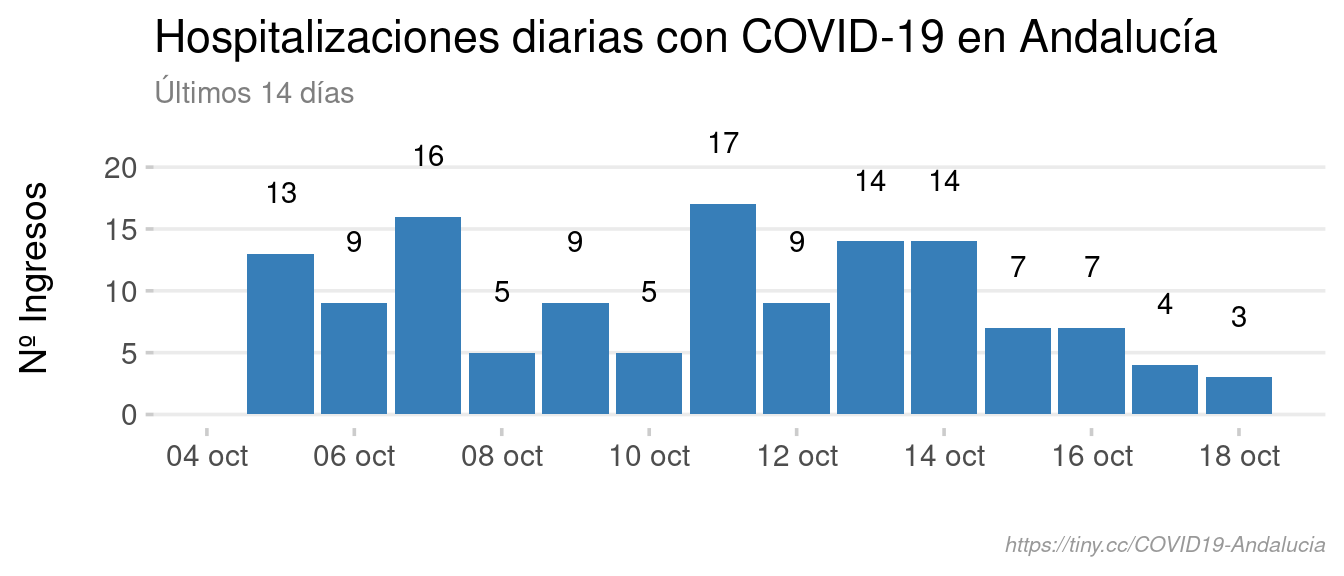 Hospitalizaciones diarias con COVID-19 en Andalucía
Últimos 14 días
Nº Ingresos
20
15
10
5
0
13
9
16
5
9
5
17
9
14
14
7
7
4
3
04 oct
06 oct
08 oct
10 oct
12 oct
14 oct
16 oct
18 oct
https://tiny.cc/COVID19-Andalucia